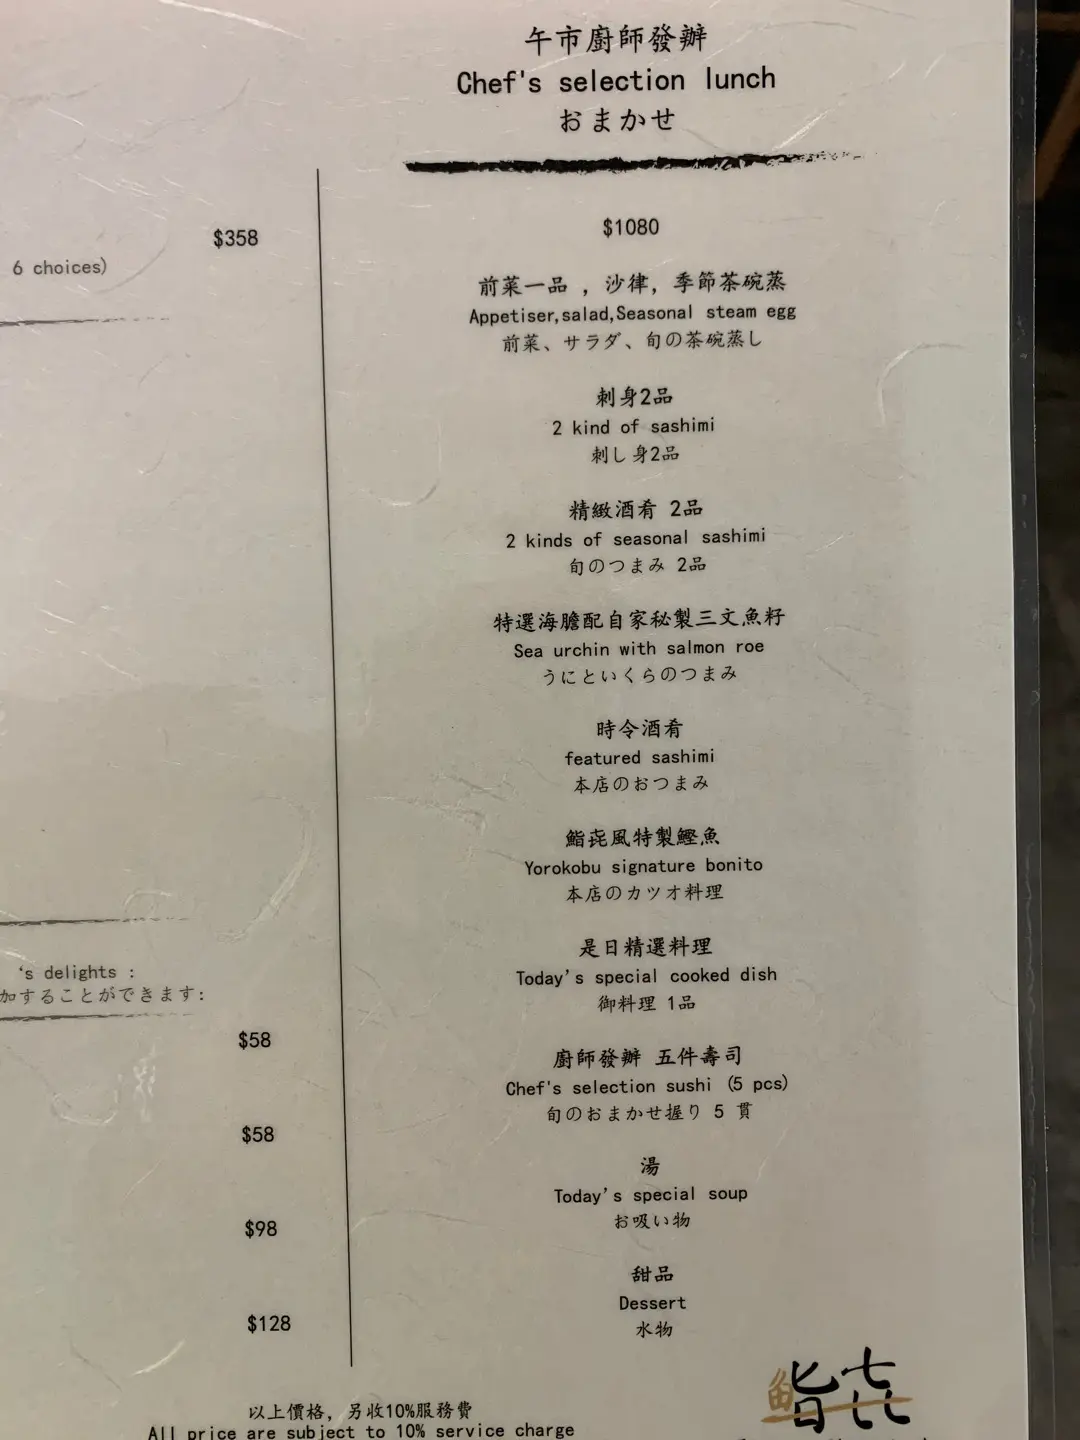 $358
6 choices)
's delights :
加することができます:
$58
$58
$98
$128
午市廚師發辦
Chef's selection lunch
おまかせ
$1080
前菜一品 , 沙律, 季節茶碗蒸
Appetiser,salad,Seasonal steam egg
前菜、サラダ、旬の茶碗蒸し
刺身2品
2 kind of sashimi
刺し身2品
精緻酒肴 2品
2 kinds of seasonal sashimi
旬のつまみ 2品
特選海膽配自家秘製三文魚籽
Sea urchin with salmon roe
うにといくらのつまみ
時令酒肴
featured sashimi
本店のおつまみ
鮨㐂風特製鰹魚
Yorokobu signature bonito
本店のカツオ料理
是日精選料理
Today's special cooked dish
御料理 1品
廚師發辦 五件壽司
Chef's selection sushi (5 pcs)
旬のおまかせ握り 5 貫
湯
Today's special soup
お吸い物
甜品
Dessert
水物
鮨㐂
以上價格, 另收10%服務費
All price are subject to 10% service charge